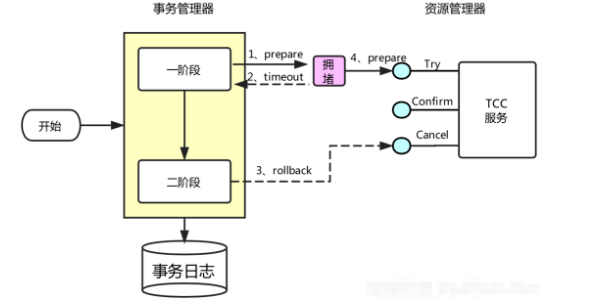 事务管理器
资源管理器
1、prepare
4、prepare
一阶段
拥
堵
Try
2、timeout
Confirm
TCC
服务
开始
Cancel
二阶段
3、rollback
事务日志